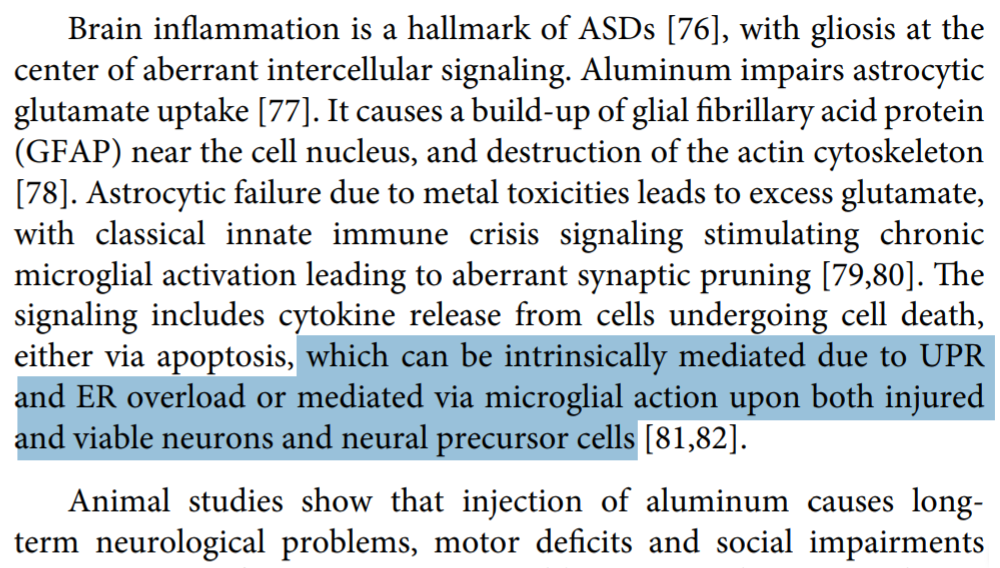 Brain inflammation is a hallmark of ASDs [76], with gliosis at the
center of aberrant intercellular signaling. Aluminum impairs astrocytic
glutamate uptake [77]. It causes a build-up of glial fibrillary acid protein
(GFAP) near the cell nucleus, and destruction of the actin cytoskeleton
[78]. Astrocytic failure due to metal toxicities leads to excess glutamate,
with classical innate immune crisis signaling stimulating chronic
microglial activation leading to aberrant synaptic pruning [79,80]. The
signaling includes cytokine release from cells undergoing cell death,
either via apoptosis, which can be intrinsically mediated due to UPR
and ER overload or mediated via microglial action upon both injured
and viable neurons and neural precursor cells [81,82].
Animal studies show that injection of aluminum causes long-
term neurological problems, motor deficits and social impairments